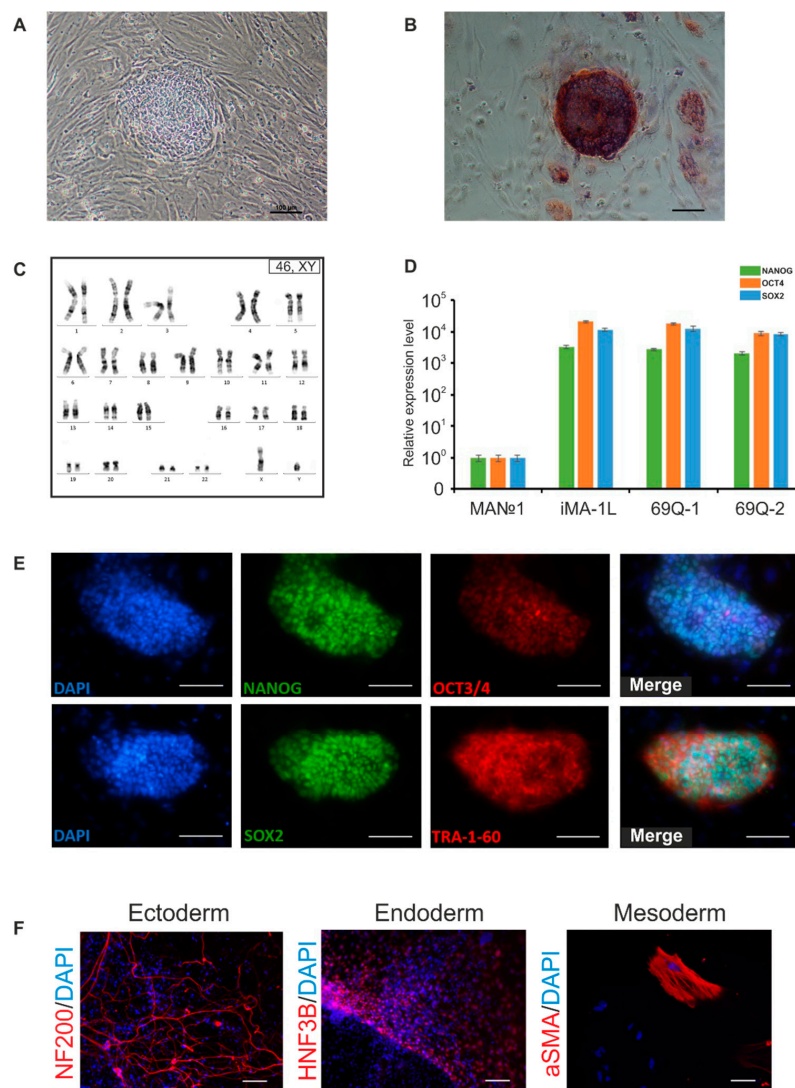 A
B
100 µm
C
46, XY
1 2 3 4 5
6 7 8 9 10 11 12
13 14 15 16 17 18
19 20 21 22 X Y
D
NANOG
OCT4
SOX2
Relative expression level
10⁵
10⁴
10³
10²
10¹
10⁰
0
MA№1 iMA-1L 69Q-1 69Q-2
E
DAPI NANOG OCT3/4 Merge
DAPI SOX2 TRA-1-60 Merge
F
Ectoderm Endoderm Mesoderm
NF200/DAPI
HNF3B/DAPI
aSMA/DAPI